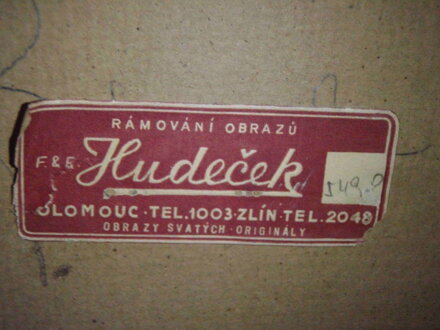 RÁMOVÁNÍ OBRAZŮ
F & E Hudeček
OLOMOUC · TEL. 1003 · ZLÍN · TEL. 2048
OBRAZY SVATÝCH · ORIGINÁLY